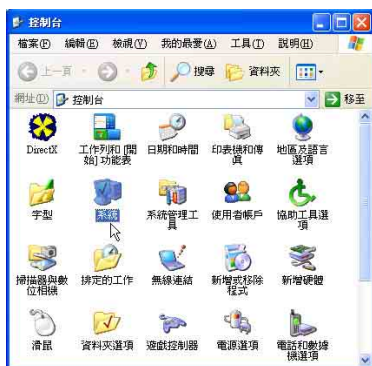 控制台
檔案(F) 編輯(E) 檢視(V) 我的最愛(A) 工具(T) 說明(H)
上一頁 搜尋 資料夾
網址(D) 控制台 移至
DirectX 工作列和 [開 日期和時間 印表機和傳 地區及語言
始] 功能表 真 選項
字型 系統 系統管理工 使用者帳戶 協助工具選
具 項
掃描器與數 排定的工作 無線連結 新增或移除 新增硬體
位相機 程式
滑鼠 資料夾選項 遊戲控制器 電源選項 電話和數據
機選項